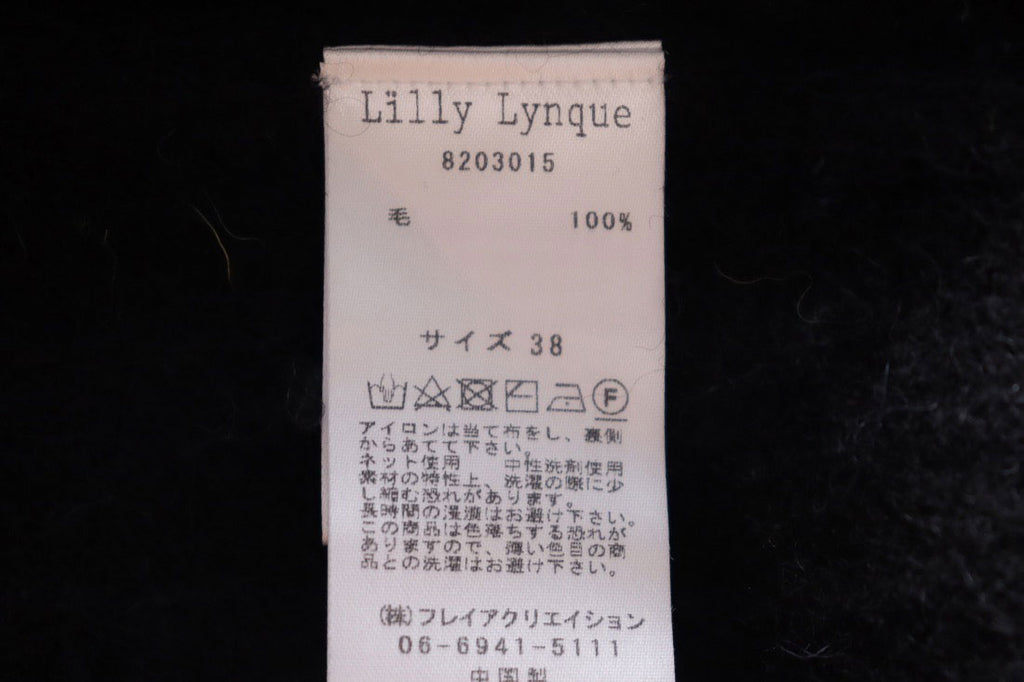 Lïlly Lynque
8203015
毛 100%
サイズ 38
F
アイロンは当て布をし、裏側
からあてて下さい。
ネット使用 中性洗剤使用
素材の特性上、洗濯の際に少
し縮む恐れがあります。
長時間の浸漬はお避け下さい。
この商品は色落ちする恐れが
ありますので、薄い色目の商
品との洗濯はお避け下さい。
(株)フレイアクリエイション
06-6941-5111
中国製